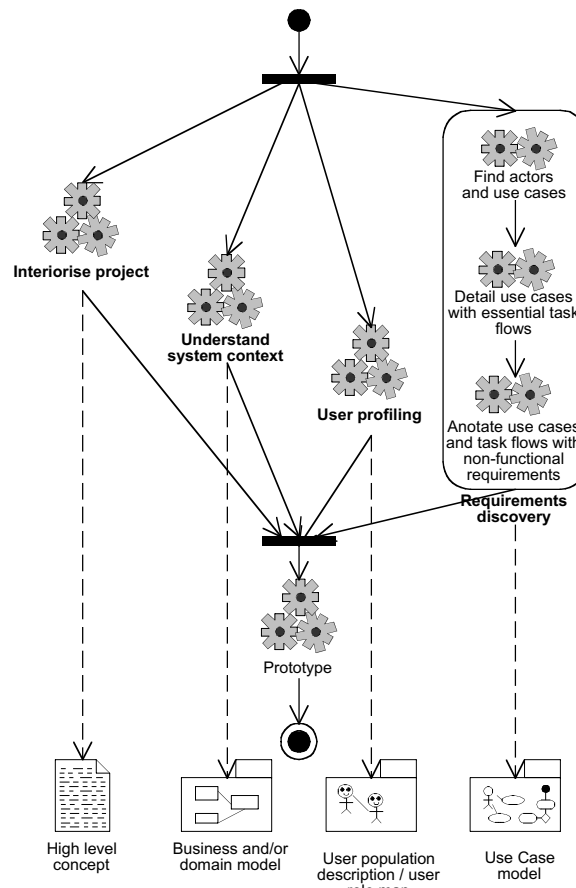 Find actors
and use cases
Interiorise project
Detail use cases
with essential task
flows
Understand
system context
User profiling
Anotate use cases
and task flows with
non-functional
requirements
Requirements
discovery
Prototype
High level
concept
Business and/or
domain model
User population
description / user
role map
Use Case
model